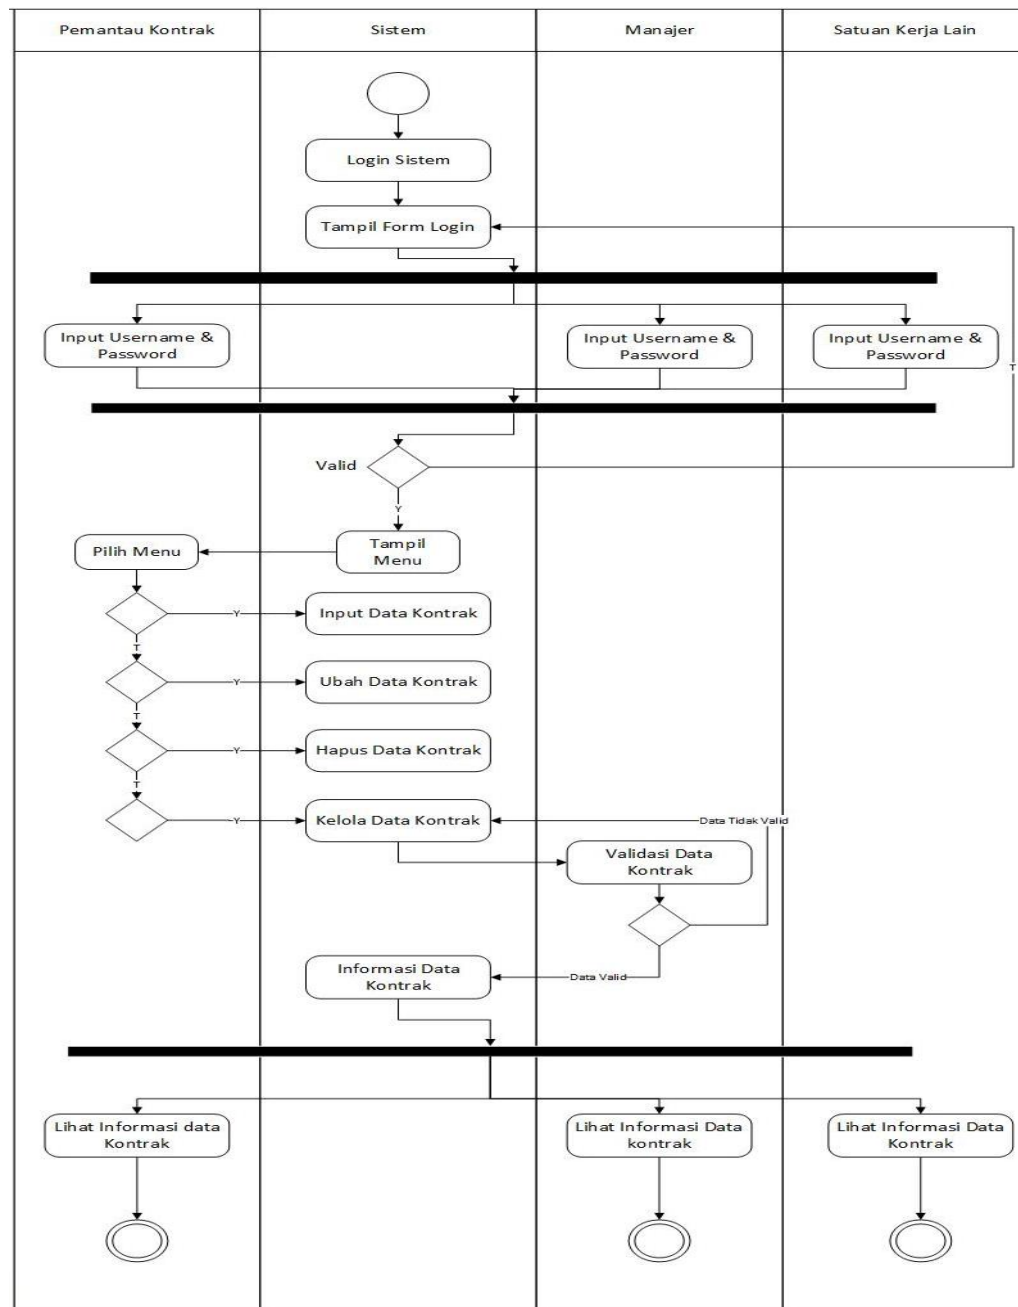 Pemantau Kontrak
Sistem
Manajer
Satuan Kerja Lain
Login Sistem
Tampil Form Login
Input Username &
Password
Input Username &
Password
Input Username &
Password
T
Valid
Y
Pilih Menu
Tampil
Menu
Y
Input Data Kontrak
T
Y
Ubah Data Kontrak
T
Y
Hapus Data Kontrak
T
Y
Kelola Data Kontrak
Data Tidak Valid
Validasi Data
Kontrak
Informasi Data
Kontrak
Data Valid
Lihat Informasi data
Kontrak
Lihat Informasi Data
kontrak
Lihat Informasi Data
Kontrak